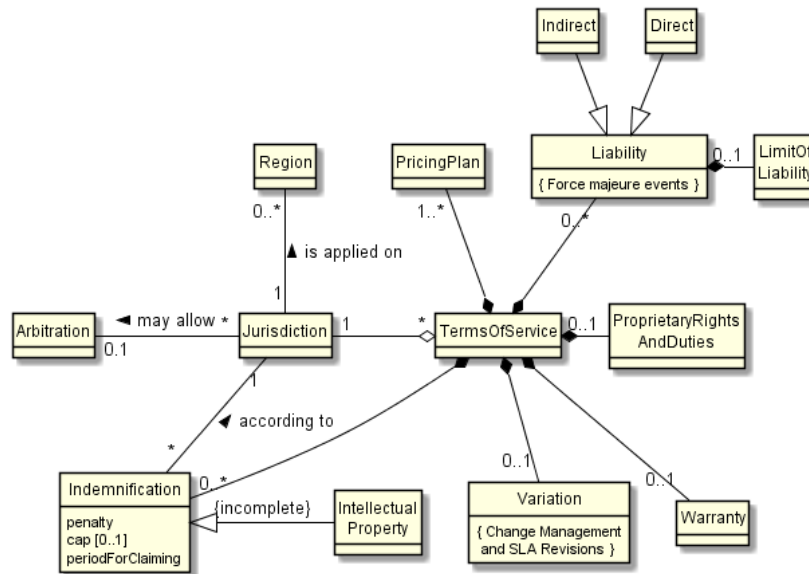 Indirect
Direct
Liability
{ Force majeure events }
0..1
LimitOf
Liability
Region
0..*
PricingPlan
1..*
0..*
is applied on
1
Arbitration
0.1
may allow
*
Jurisdiction
1
*
TermsOfService
0..1
ProprietaryRights
AndDuties
1
according to
*
0..*
Indemnification
penalty
cap [0..1]
periodForClaiming
{incomplete}
Intellectual
Property
0..1
Variation
{ Change Management
and SLA Revisions }
0..1
Warranty